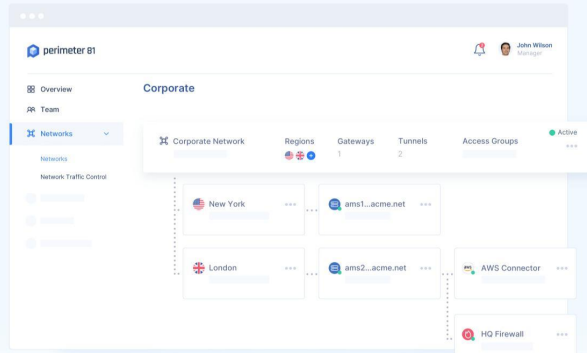 perimeter 81
John Wilson
Manager
Overview
Team
Networks
Networks
Network Traffic Control
Corporate
Active
Corporate Network
Regions
Gateways
Tunnels
Access Groups
1
2
New York
ams1...acme.net
London
ams2...acme.net
aws
AWS Connector
HQ Firewall